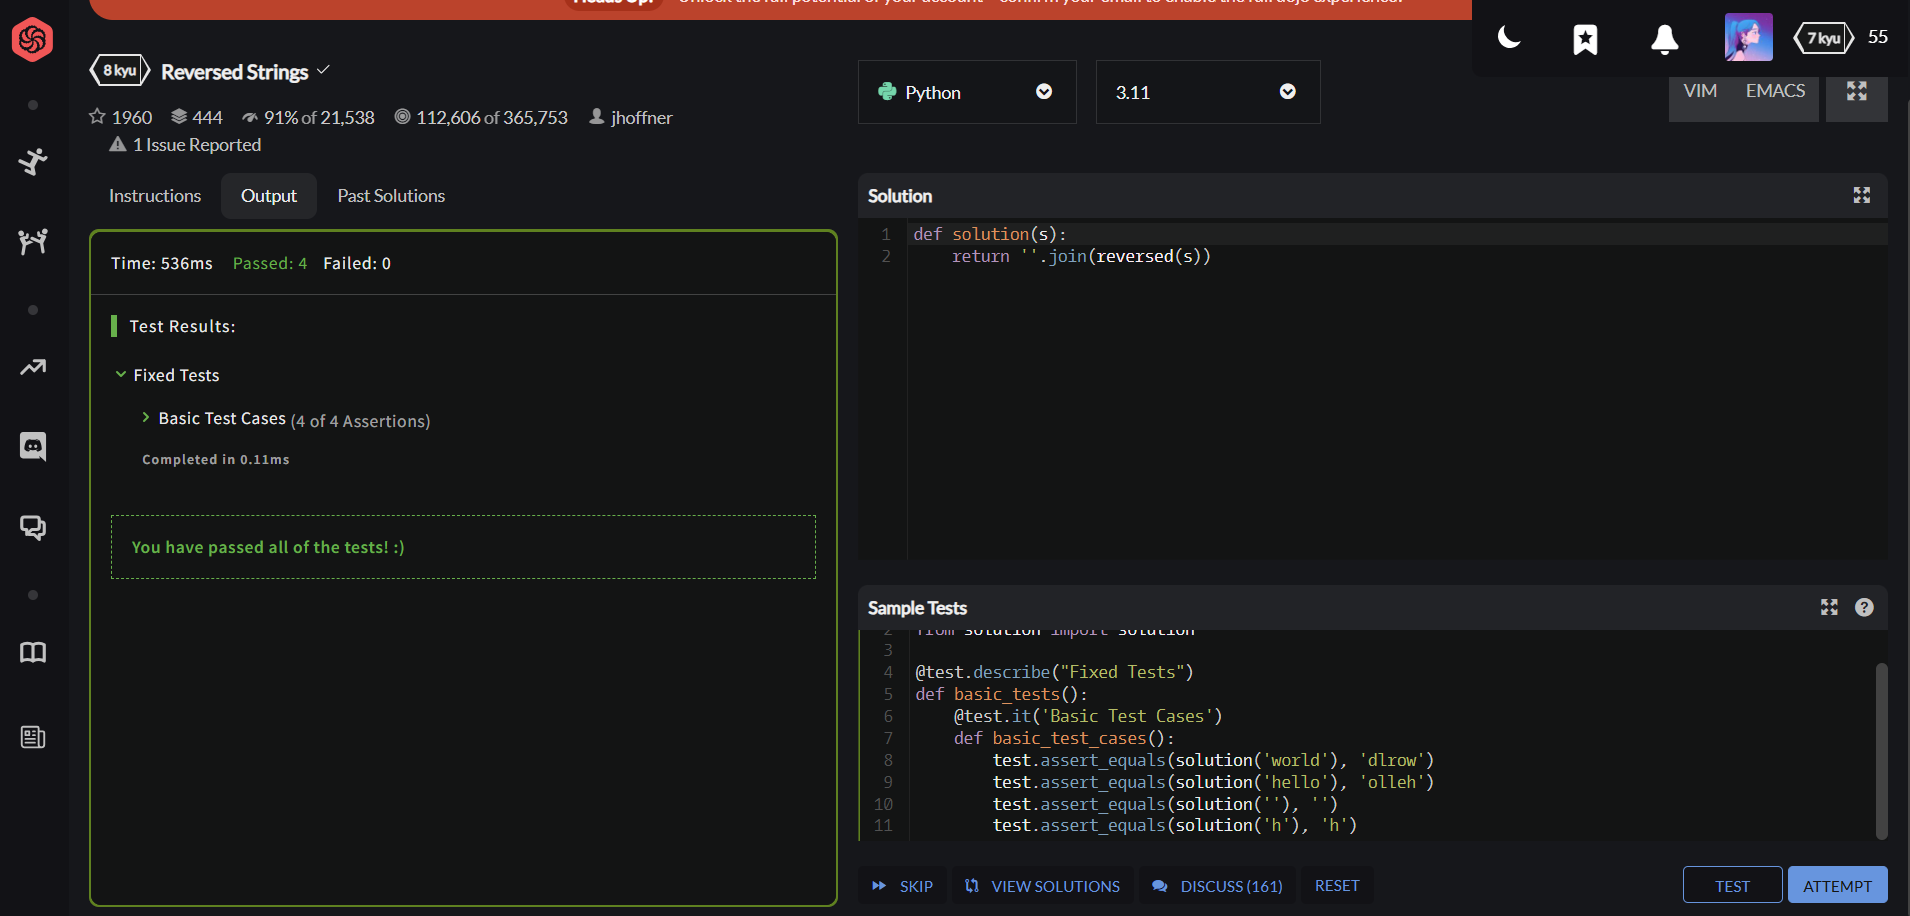 Heads Up! Unlock the full potential of your account - confirm your email to enable the full dojo experience.
7 kyu 55
8 kyu Reversed Strings
1960 444 91% of 21,538 112,606 of 365,753 jhoffner
1 Issue Reported
Python 3.11
VIM EMACS
Instructions Output Past Solutions
Time: 536ms Passed: 4 Failed: 0
Test Results:
Fixed Tests
Basic Test Cases (4 of 4 Assertions)
Completed in 0.11ms
You have passed all of the tests! :)
Solution
1 def solution(s):
2     return ''.join(reversed(s))
Sample Tests
2 from solution import solution
3
4 @test.describe("Fixed Tests")
5 def basic_tests():
6     @test.it('Basic Test Cases')
7     def basic_test_cases():
8         test.assert_equals(solution('world'), 'dlrow')
9         test.assert_equals(solution('hello'), 'olleh')
10         test.assert_equals(solution(''), '')
11         test.assert_equals(solution('h'), 'h')
SKIP VIEW SOLUTIONS DISCUSS (161) RESET
TEST ATTEMPT